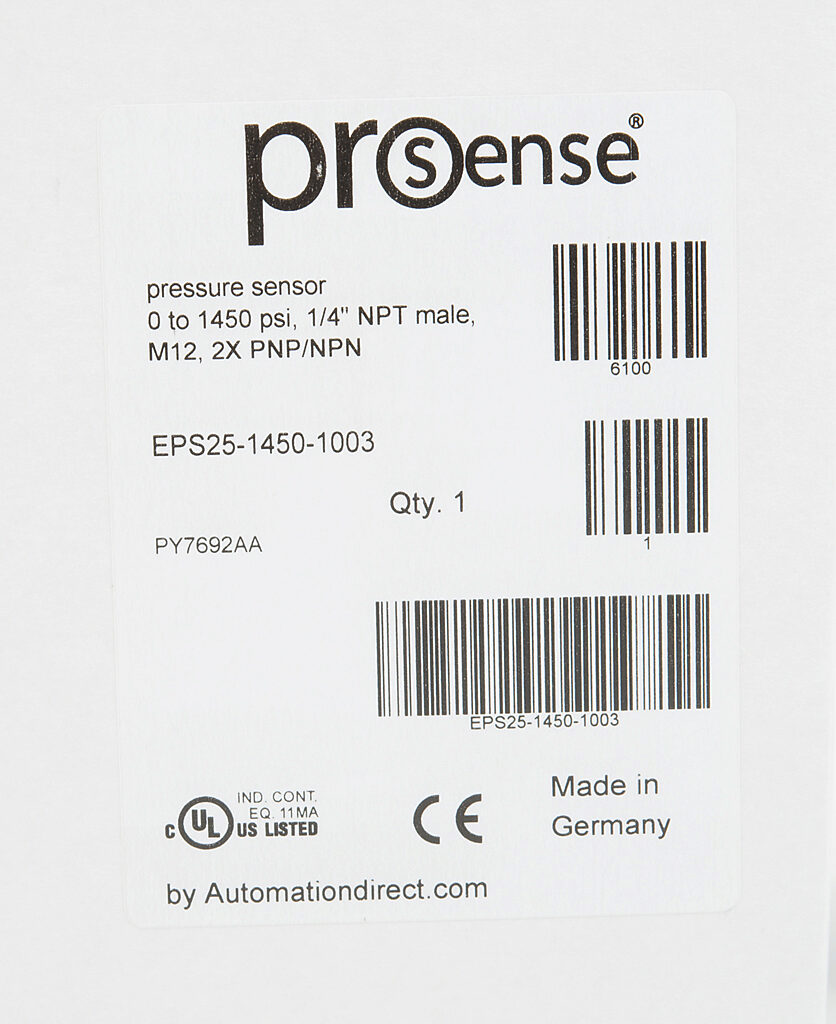 prosense®
pressure sensor
0 to 1450 psi, 1/4" NPT male,
M12, 2X PNP/NPN
6100
EPS25-1450-1003
Qty. 1
1
PY7692AA
EPS25-1450-1003
IND. CONT.
EQ. 11MA
C UL US LISTED
CE
Made in
Germany
by Automationdirect.com